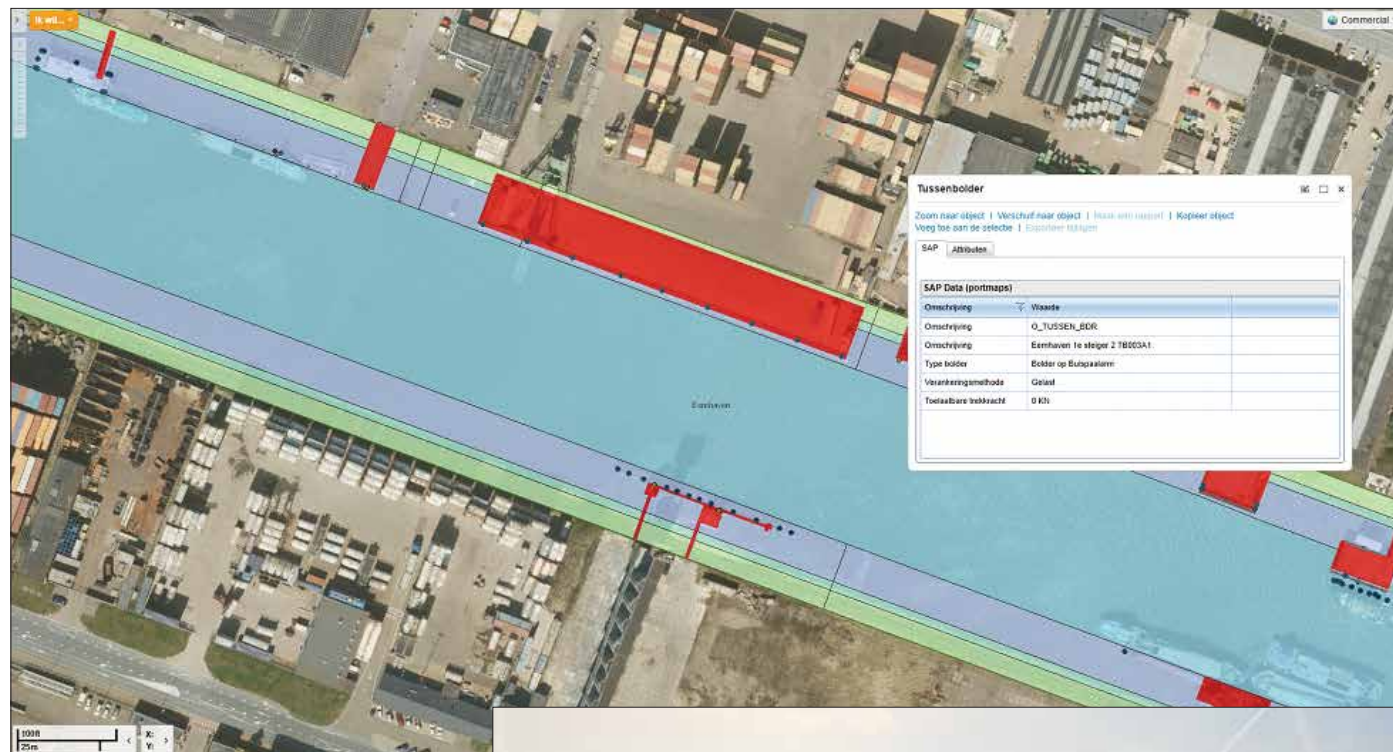 Ik wil...
Commercial
Tussenbolder
Zoom naar object | Verschuif naar object | Maak een rapport | Kopieer object
Voeg toe aan de selectie | Exporteer bijlagen
SAP Attributen
SAP Data (portmaps)
Omschrijving Waarde
Omschrijving O_TUSSEN_BDR
Omschrijving Eemhaven 1e steiger 2 TB003A1
Type bolder Bolder op Buispaalarm
Verankeringsmethode Gelast
Toelaatbare trekkracht 0 KN
Eemhaven
100ft X:
25m Y: